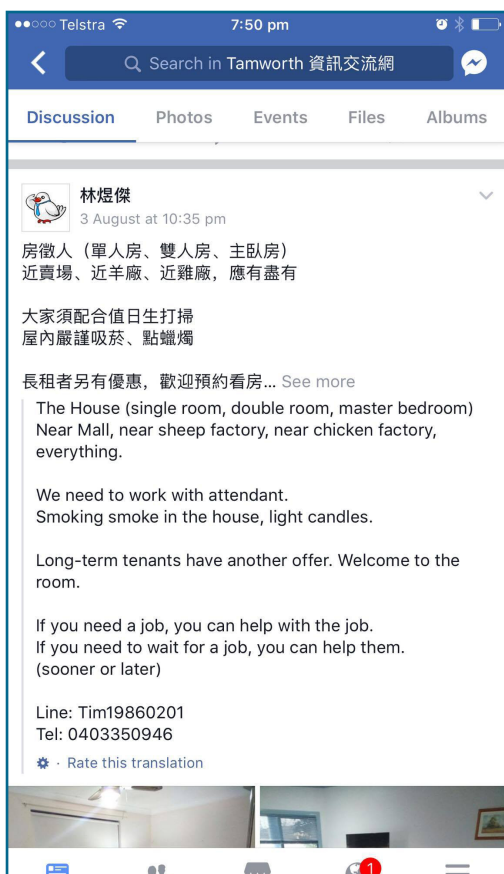 Telstra 7:50 pm
Search in Tamworth 資訊交流網
Discussion Photos Events Files Albums
林煜傑
3 August at 10:35 pm
房徵人（單人房、雙人房、主臥房）
近賣場、近羊廠、近雞廠，應有盡有
大家須配合值日生打掃
屋內嚴謹吸菸、點蠟燭
長租者另有優惠，歡迎預約看房... See more
The House (single room, double room, master bedroom)
Near Mall, near sheep factory, near chicken factory,
everything.
We need to work with attendant.
Smoking smoke in the house, light candles.
Long-term tenants have another offer. Welcome to the
room.
If you need a job, you can help with the job.
If you need to wait for a job, you can help them.
(sooner or later)
Line: Tim19860201
Tel: 0403350946
· Rate this translation
1